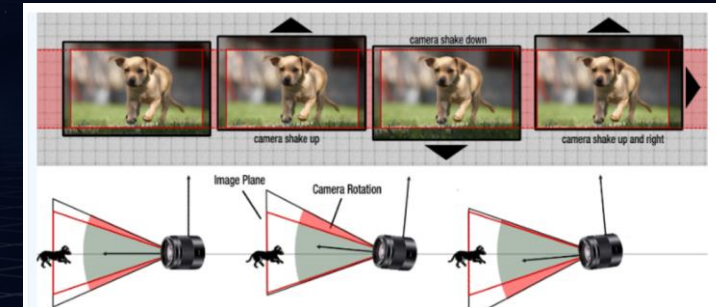 camera shake down
camera shake up
camera shake up and right
Image Plane
Camera Rotation